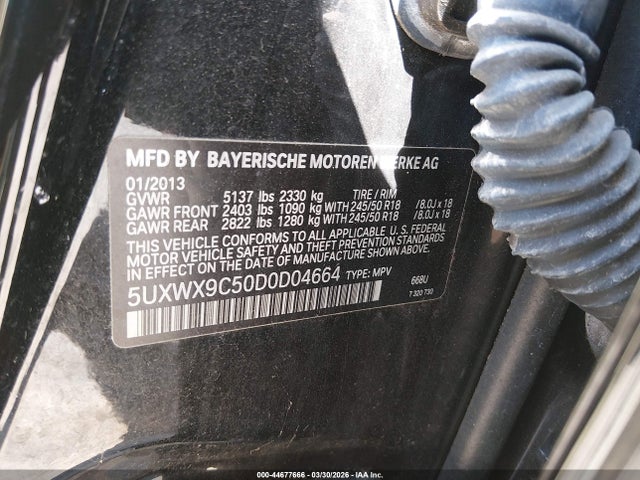 MFD BY BAYERISCHE MOTOREN WERKE AG
01/2013
GVWR 5137 lbs 2330 kg TIRE / RIM
GAWR FRONT 2403 lbs 1090 kg WITH 245/50 R18 / 8.0J x 18
GAWR REAR 2822 lbs 1280 kg WITH 245/50 R18 / 8.0J x 18
THIS VEHICLE CONFORMS TO ALL APPLICABLE U. S. FEDERAL
MOTOR VEHICLE SAFETY AND THEFT PREVENTION STANDARDS
IN EFFECT ON THE DATE OF MANUFACTURE SHOWN ABOVE.
5UXWX9C50D0D04664 TYPE: MPV 668U
T 320 730
000-44677666 - 03/30/2026 - IAA Inc.